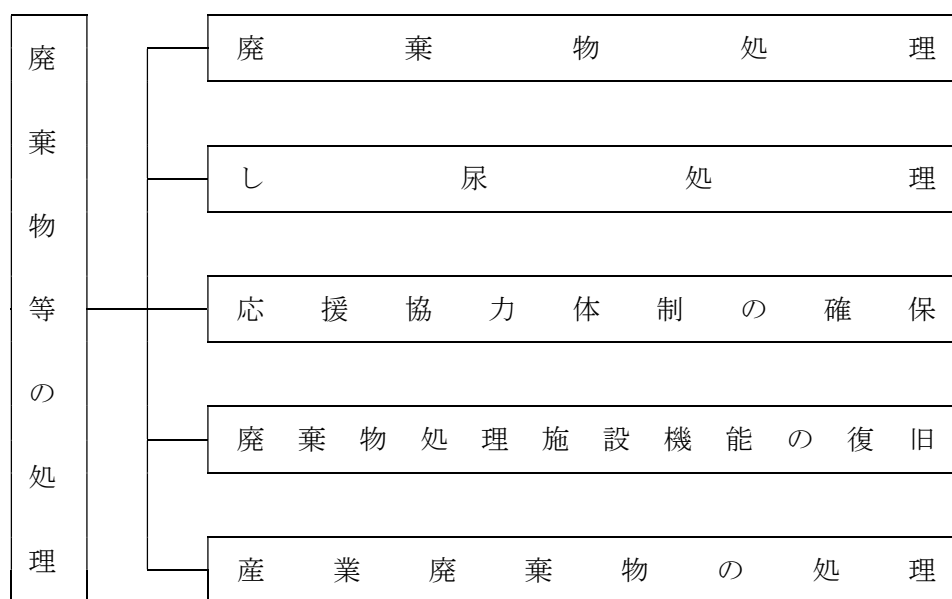 廃棄物等の処理
廃棄物処理
し尿処理
応援協力体制の確保
廃棄物処理施設機能の復旧
産業廃棄物の処理